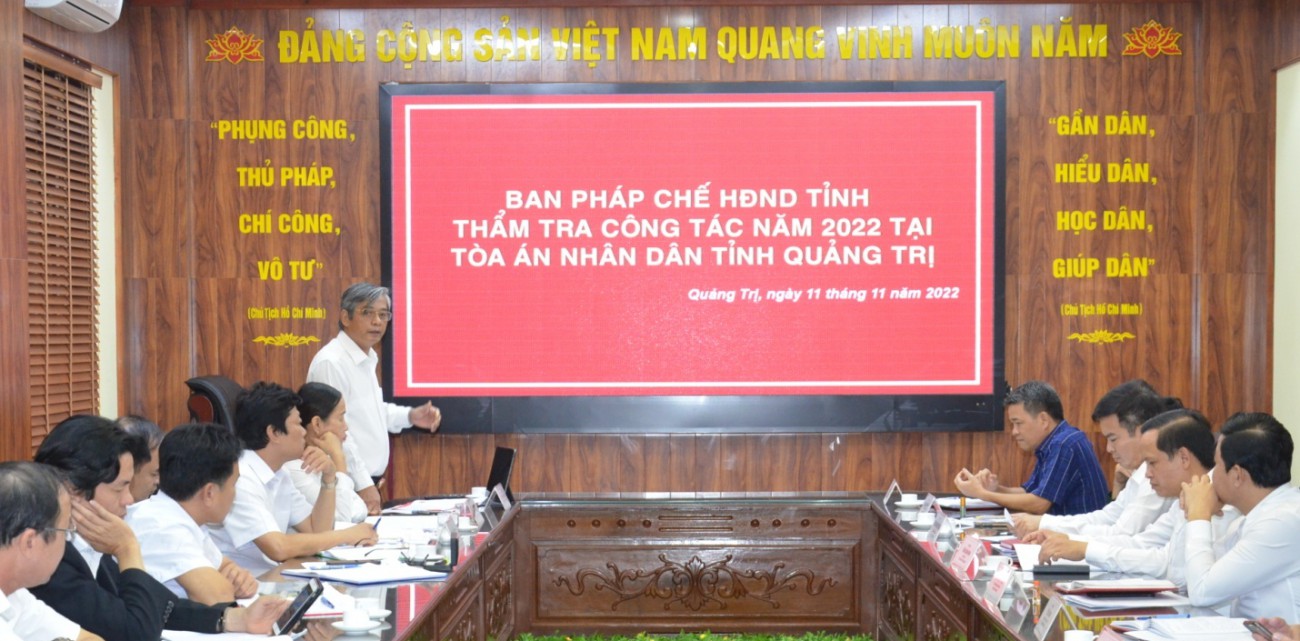 ĐẢNG CỘNG SẢN VIỆT NAM QUANG VINH MUÔN NĂM
“PHỤNG CÔNG,
THỦ PHÁP,
CHÍ CÔNG,
VÔ TƯ”
(Chủ Tịch Hồ Chí Minh)
BAN PHÁP CHẾ HĐND TỈNH
THẨM TRA CÔNG TÁC NĂM 2022 TẠI
TÒA ÁN NHÂN DÂN TỈNH QUẢNG TRỊ
Quảng Trị, ngày 11 tháng 11 năm 2022
“GẦN DÂN,
HIỂU DÂN,
HỌC DÂN,
GIÚP DÂN”
(Chủ Tịch Hồ Chí Minh)